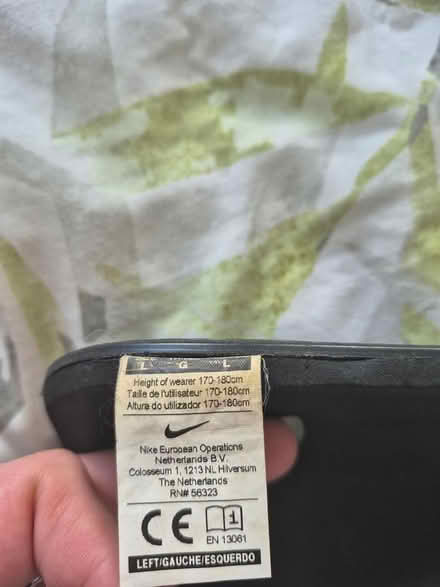 L G L
Height of wearer 170-180cm
Taille de l'utilisateur 170-180cm
Altura do utilizador 170-180cm
Nike European Operations
Netherlands B.V.
Colosseum 1, 1213 NL Hilversum
The Netherlands
RN# 56323
CE i
EN 13061
LEFT/GAUCHE/ESQUERDO